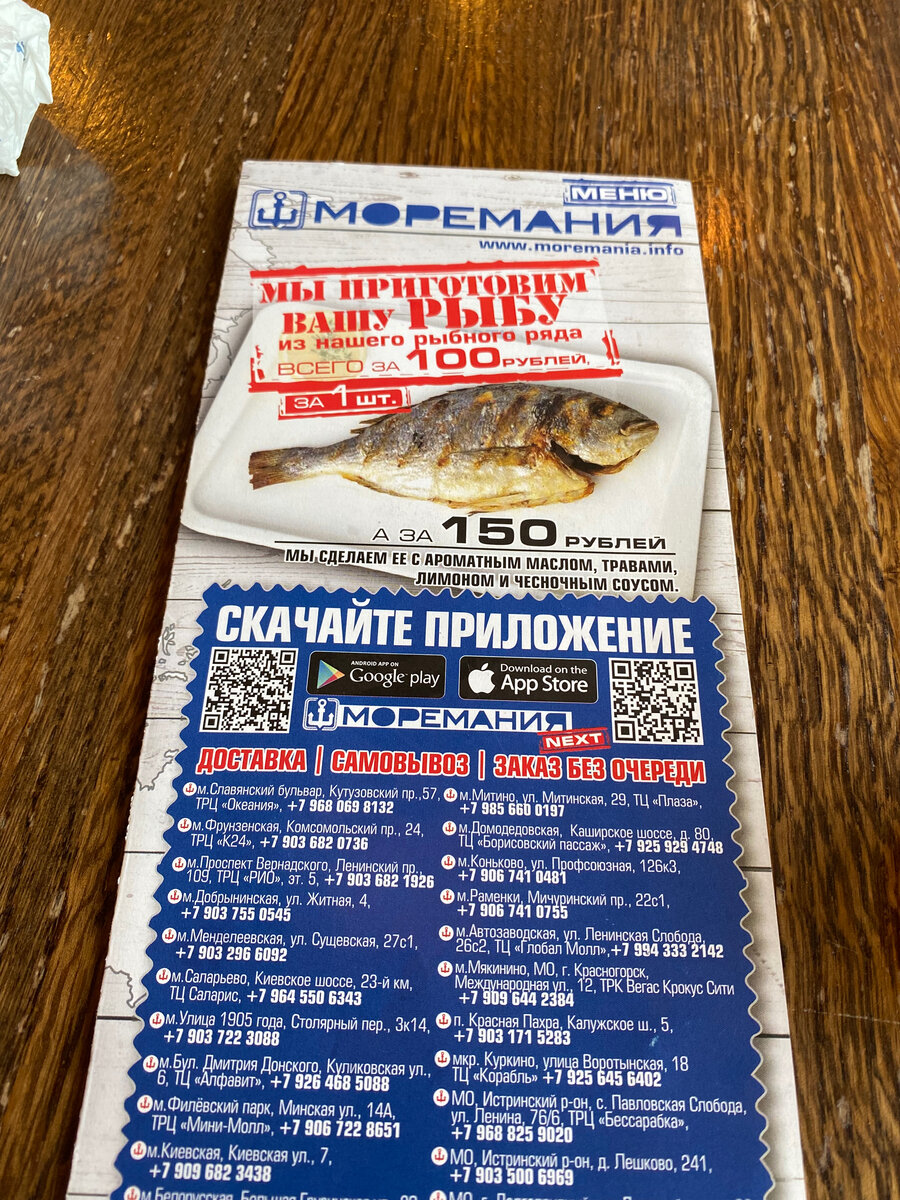 МЕНЮ
МОРЕМАНИЯ
www.moremania.info
МЫ ПРИГОТОВИМ
ВАШУ РЫБУ
из нашего рыбного ряда
ВСЕГО ЗА 100 РУБЛЕЙ,
ЗА 1 ШТ.
А ЗА 150 РУБЛЕЙ
МЫ СДЕЛАЕМ ЕЕ С АРОМАТНЫМ МАСЛОМ, ТРАВАМИ,
ЛИМОНОМ И ЧЕСНОЧНЫМ СОУСОМ.
СКАЧАЙТЕ ПРИЛОЖЕНИЕ
ANDROID APP ON
Google play
Download on the
App Store
МОРЕМАНИЯ
NEXT
ДОСТАВКА | САМОВЫВОЗ | ЗАКАЗ БЕЗ ОЧЕРЕДИ
м.Славянский бульвар, Кутузовский пр.,57,
ТРЦ «Океания», +7 968 069 8132
м.Фрунзенская, Комсомольский пр., 24,
ТРЦ «К24», +7 903 682 0736
м.Проспект Вернадского, Ленинский пр.,
109, ТРЦ «РИО», эт. 5, +7 903 682 1926
м.Добрынинская, ул. Житная, 4,
+7 903 755 0545
м.Менделеевская, ул. Сущевская, 27с1,
+7 903 296 6092
м.Саларьево, Киевское шоссе, 23-й км,
ТЦ Саларис, +7 964 550 6343
м.Улица 1905 года, Столярный пер., 3к14,
+7 903 722 3088
м.Бул. Дмитрия Донского, Куликовская ул.,
6, ТЦ «Алфавит», +7 926 468 5088
м.Филёвский парк, Минская ул., 14А,
ТРЦ «Мини-Молл», +7 906 722 8651
м.Киевская, Киевская ул., 7,
+7 909 682 3438
м.Белорусская, Большая Грузинская ул.,
м.Митино, ул. Митинская, 29, ТЦ «Плаза»,
+7 985 660 0197
м.Домодедовская, Каширское шоссе, д. 80,
ТЦ «Борисовский пассаж», +7 925 929 4748
м.Коньково, ул. Профсоюзная, 126к3,
+7 906 741 0481
м.Раменки, Мичуринский пр., 22с1,
+7 906 741 0755
м.Автозаводская, ул. Ленинская Слобода,
26с2, ТЦ «Глобал Молл»,+7 994 333 2142
м.Мякинино, МО, г. Красногорск,
Международная ул., 12, ТРК Вегас Крокус Сити
+7 909 644 2384
п. Красная Пахра, Калужское ш., 5,
+7 903 171 5283
мкр. Куркино, улица Воротынская, 18
ТЦ «Корабль» +7 925 645 6402
МО, Истринский р-он, с. Павловская Слобода,
ул. Ленина, 76/6, ТРЦ «Бессарабка»,
+7 968 825 9020
МО, Истринский р-он, д. Лешково, 241,
+7 903 500 6969
МО, г.